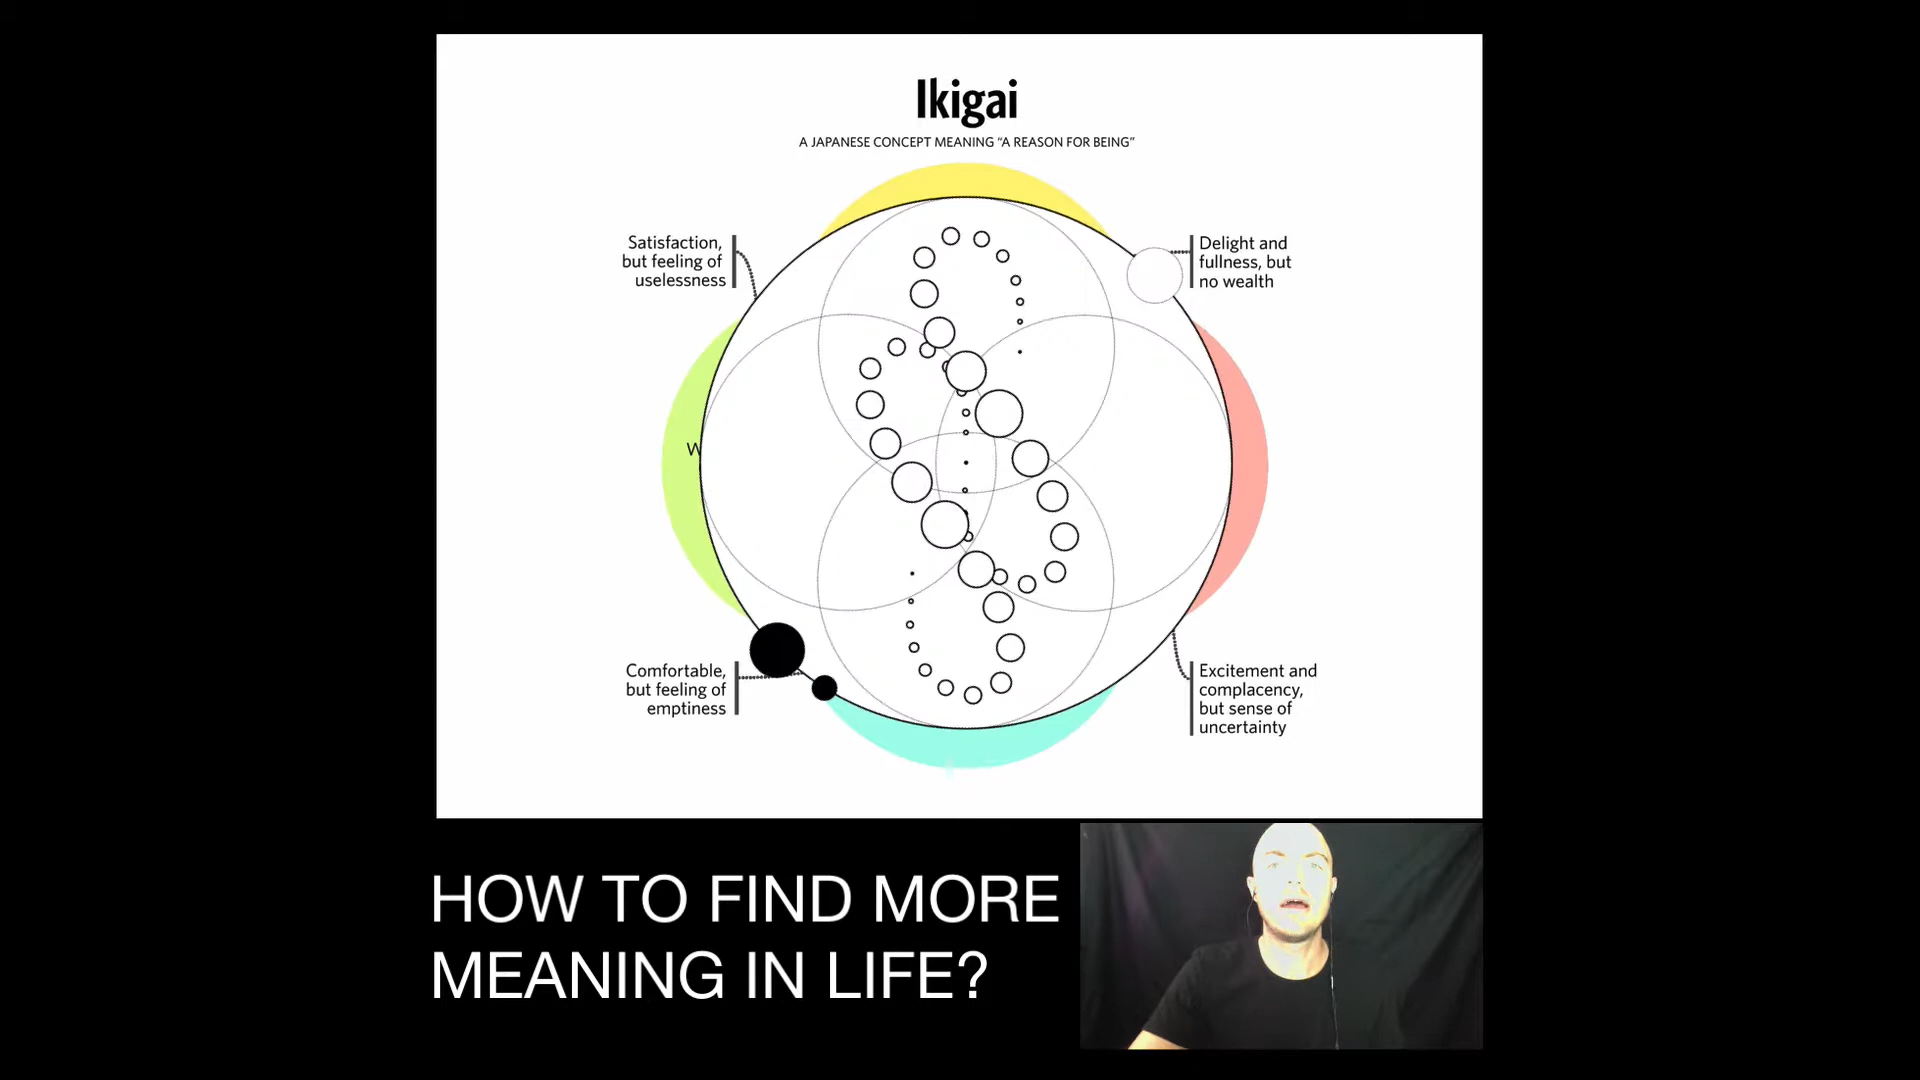 Ikigai
A JAPANESE CONCEPT MEANING “A REASON FOR BEING”
Satisfaction,
but feeling of
uselessness
Delight and
fullness, but
no wealth
W
Comfortable,
but feeling of
emptiness
Excitement and
complacency,
but sense of
uncertainty
HOW TO FIND MORE
MEANING IN LIFE?